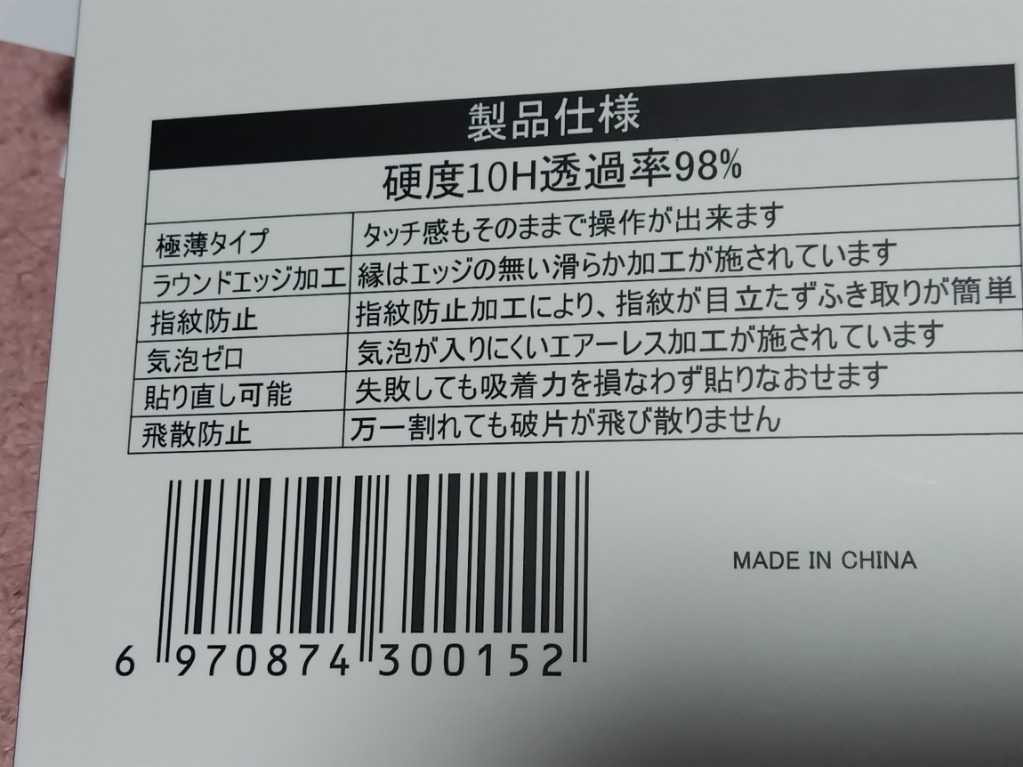 製品仕様
硬度10H透過率98%
極薄タイプ タッチ感もそのままで操作が出来ます
ラウンドエッジ加工 縁はエッジの無い滑らか加工が施されています
指紋防止 指紋防止加工により、指紋が目立たずふき取りが簡単
気泡ゼロ 気泡が入りにくいエアーレス加工が施されています
貼り直し可能 失敗しても吸着力を損なわず貼りなおせます
飛散防止 万一割れても破片が飛び散りません
MADE IN CHINA
6 970874 300152